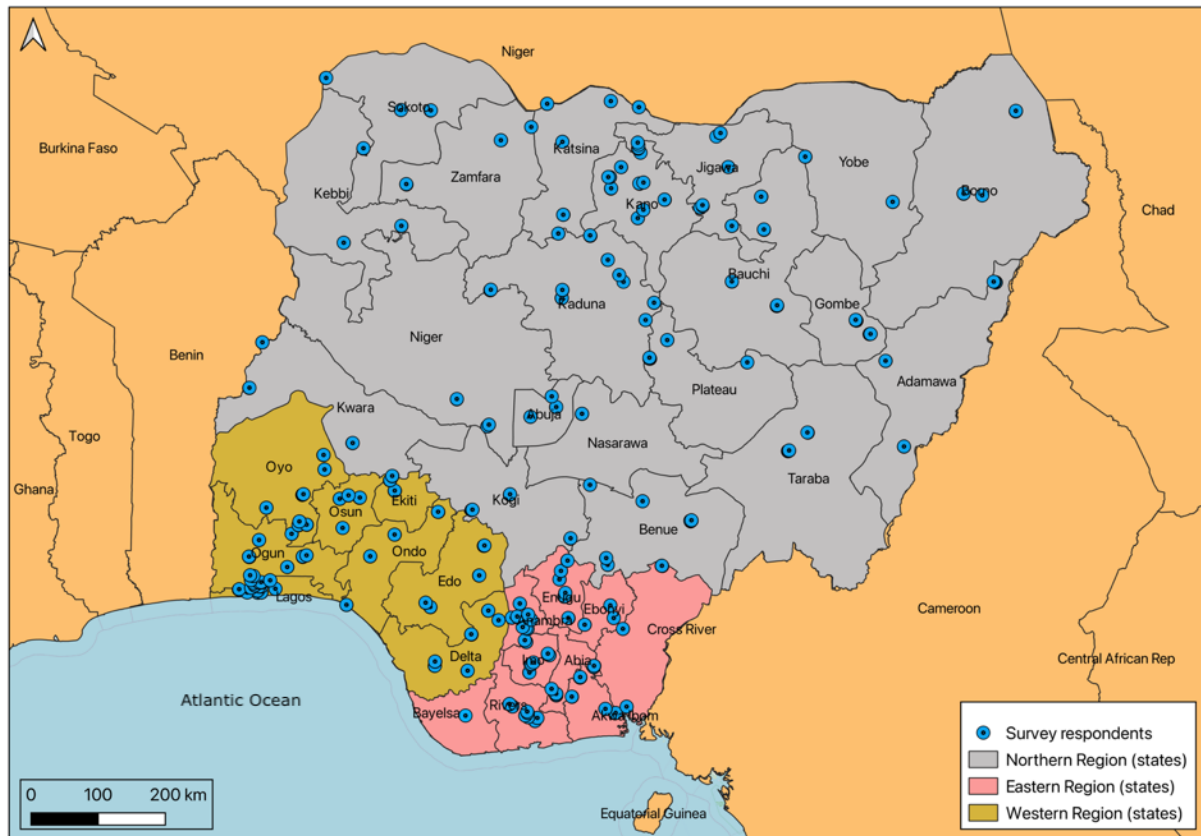 Niger
Burkina Faso
Sokoto
Katsina
Zamfara
Kebbi
Jigawa
Yobe
Borno
Kano
Chad
Bauchi
Kaduna
Gombe
Niger
Benin
Adamawa
Plateau
Kwara
Abuja
Togo
Nasarawa
Oyo
Taraba
Ghana
Ekiti
Kogi
Osun
Benue
Ogun
Ondo
Edo
Lagos
Enugu
Ebonyi
Anambra
Cross River
Cameroon
Delta
Imo
Abia
Central African Rep
Atlantic Ocean
Bayelsa
Rivers
Akwa Ibom
Survey respondents
Northern Region (states)
Eastern Region (states)
Western Region (states)
0 100 200 km
Equatorial Guinea